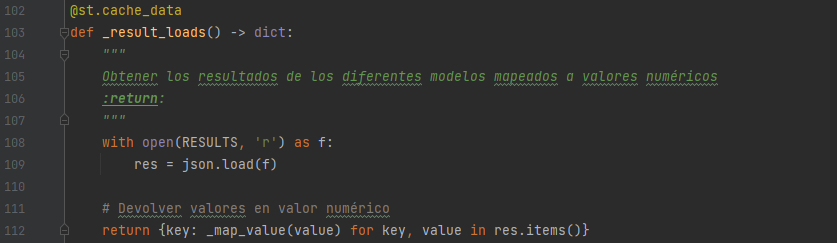 102 @st.cache_data
103 def _result_loads() -> dict:
104     """
105     Obtener los resultados de los diferentes modelos mapeados a valores numéricos
106     :return:
107     """
108     with open(RESULTS, 'r') as f:
109         res = json.load(f)
110
111     # Devolver valores en valor numérico
112     return {key: _map_value(value) for key, value in res.items()}